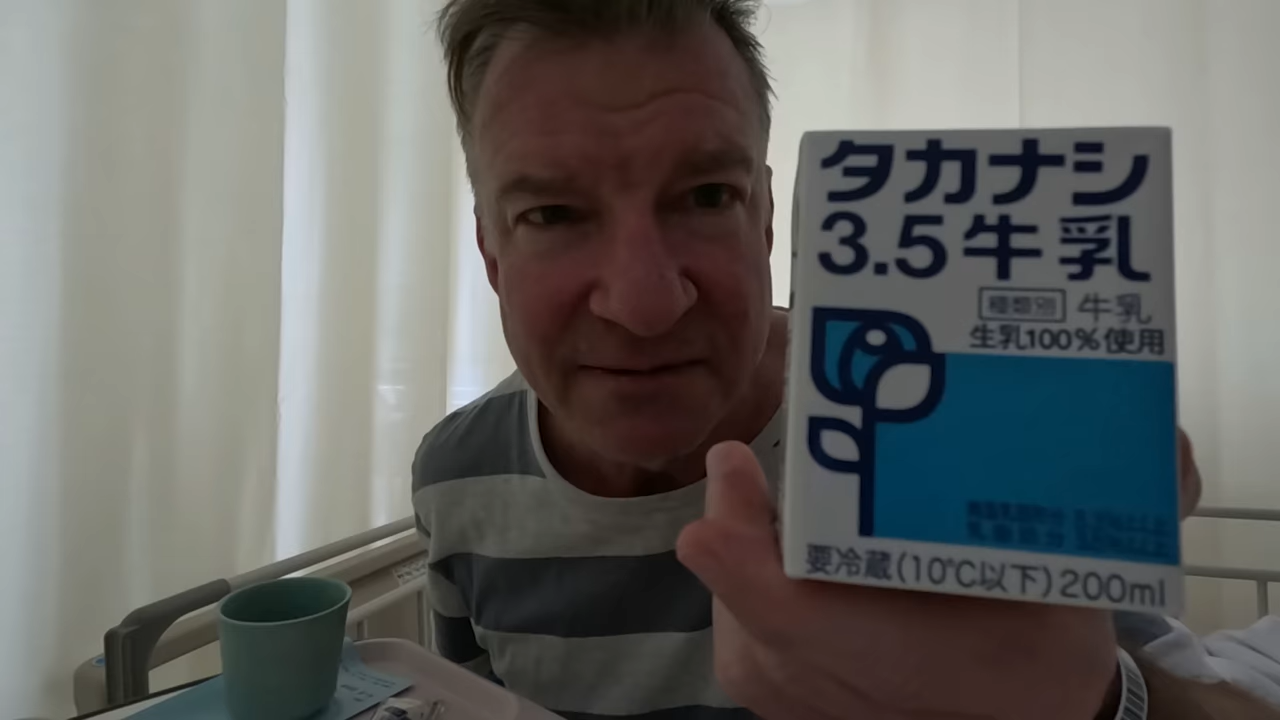 タカナシ
3.5牛乳
種類別 牛乳
生乳100%使用
要冷蔵(10℃以下)200ml